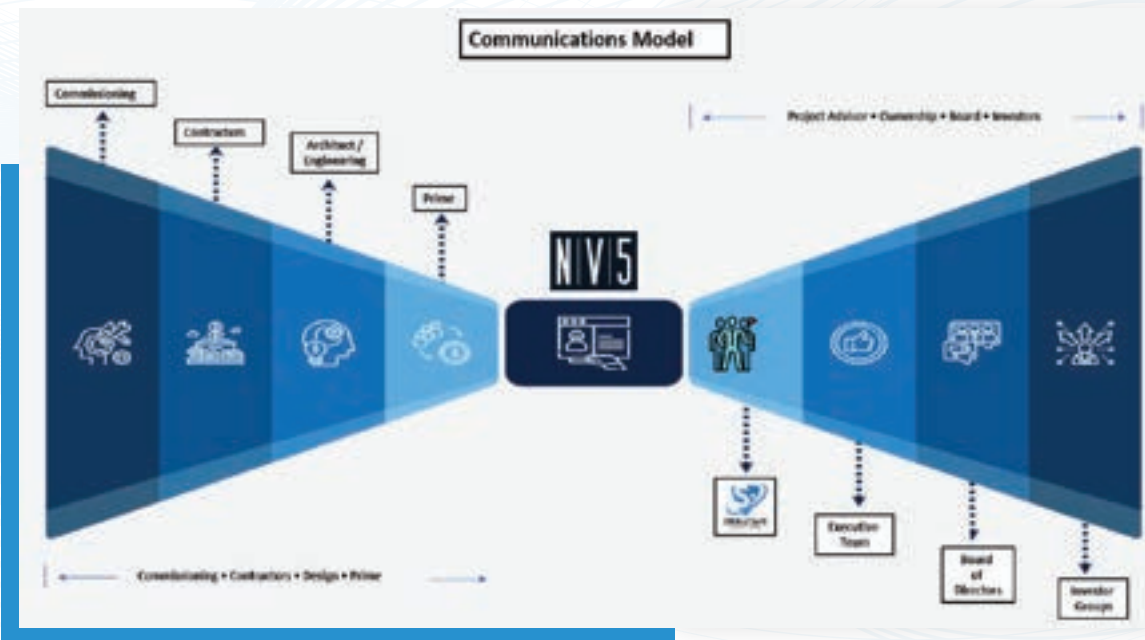 Communications Model
Commissioning
Contractors
Architect /
Engineering
Prime
Project Advisor • Ownership • Board • Investors
N|V|5
Executive
Team
Board
of
Directors
Investor
Groups
Commissioning • Contractors • Design • Prime